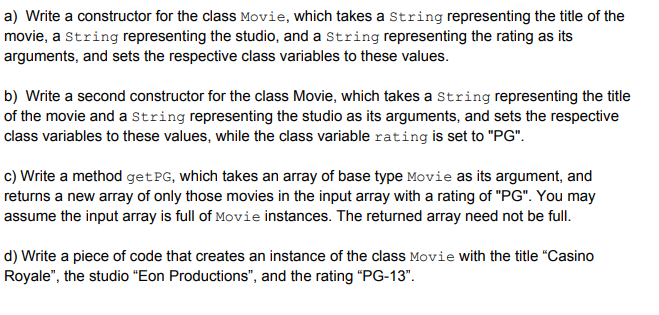 a) Write a constructor for the class Movie, which takes a String representing the title of the
movie, a String representing the studio, and a String representing the rating as its
arguments, and sets the respective class variables to these values.
b) Write a second constructor for the class Movie, which takes a String representing the title
of the movie and a String representing the studio as its arguments, and sets the respective
class variables to these values, while the class variable rating is set to "PG".
c) Write a method getPG, which takes an array of base type Movie as its argument, and
returns a new array of only those movies in the input array with a rating of "PG". You may
assume the input array is full of Movie instances. The returned array need not be full.
d) Write a piece of code that creates an instance of the class Movie with the title “Casino
Royale”, the studio “Eon Productions”, and the rating “PG-13”.